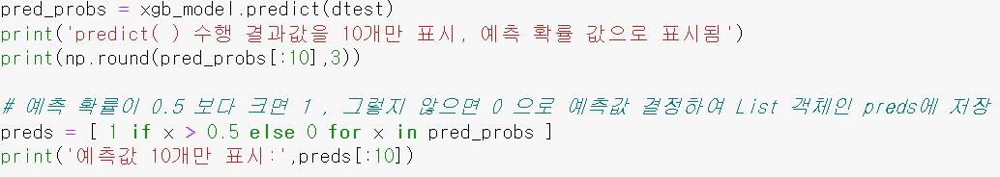 pred_probs = xgb_model.predict(dtest)
print('predict( ) 수행 결과값을 10개만 표시, 예측 확률 값으로 표시됨')
print(np.round(pred_probs[:10],3))
# 예측 확률이 0.5 보다 크면 1 , 그렇지 않으면 0 으로 예측값 결정하여 List 객체인 preds에 저장
preds = [ 1 if x > 0.5 else 0 for x in pred_probs ]
print('예측값 10개만 표시:',preds[:10])